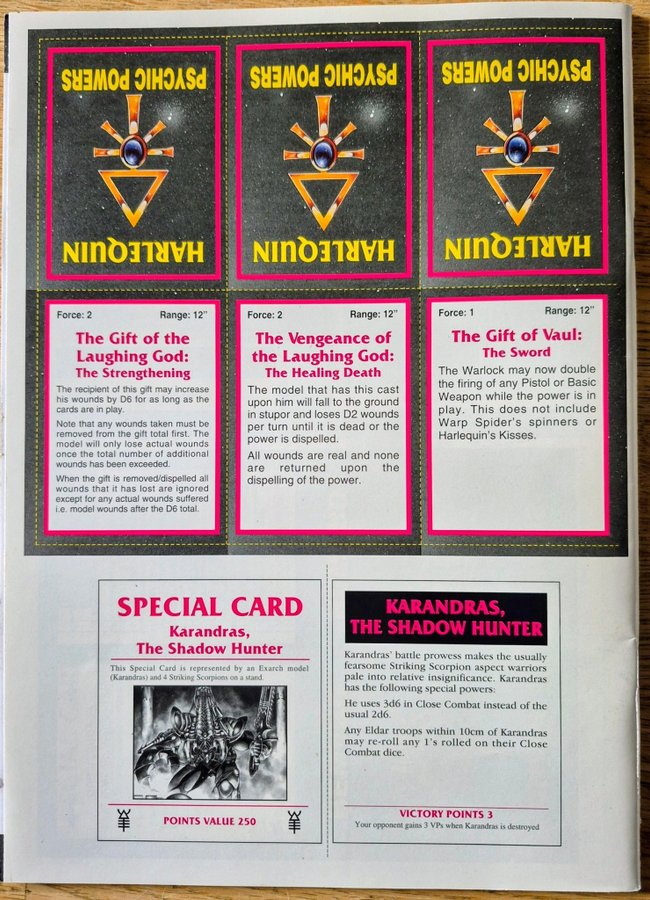 PSYCHIC POWERS
HARLEQUIN
PSYCHIC POWERS
HARLEQUIN
PSYCHIC POWERS
HARLEQUIN
Force: 2 Range: 12"
The Gift of the
Laughing God:
The Strengthening
The recipient of this gift may increase
his wounds by D6 for as long as the
cards are in play.
Note that any wounds taken must be
removed from the gift total first. The
model will only lose actual wounds
once the total number of additional
wounds has been exceeded.
When the gift is removed/dispelled all
wounds that it has lost are ignored
except for any actual wounds suffered
i.e. model wounds after the D6 total.
Force: 2 Range: 12"
The Vengeance of
the Laughing God:
The Healing Death
The model that has this cast
upon him will fall to the ground
in stupor and loses D2 wounds
per turn until it is dead or the
power is dispelled.
All wounds are real and none
are returned upon the
dispelling of the power.
Force: 1 Range: 12"
The Gift of Vaul:
The Sword
The Warlock may now double
the firing of any Pistol or Basic
Weapon while the power is in
play. This does not include
Warp Spider's spinners or
Harlequin's Kisses.
SPECIAL CARD
Karandras,
The Shadow Hunter
This Special Card is represented by an Exarch model
(Karandras) and 4 Striking Scorpions on a stand.
POINTS VALUE 250
KARANDRAS,
THE SHADOW HUNTER
Karandras' battle prowess makes the usually
fearsome Striking Scorpion aspect warriors
pale into relative insignificance. Karandras
has the following special powers:
He uses 3d6 in Close Combat instead of the
usual 2d6.
Any Eldar troops within 10cm of Karandras
may re-roll any 1's rolled on their Close
Combat dice.
VICTORY POINTS 3
Your opponent gains 3 VPs when Karandras is destroyed